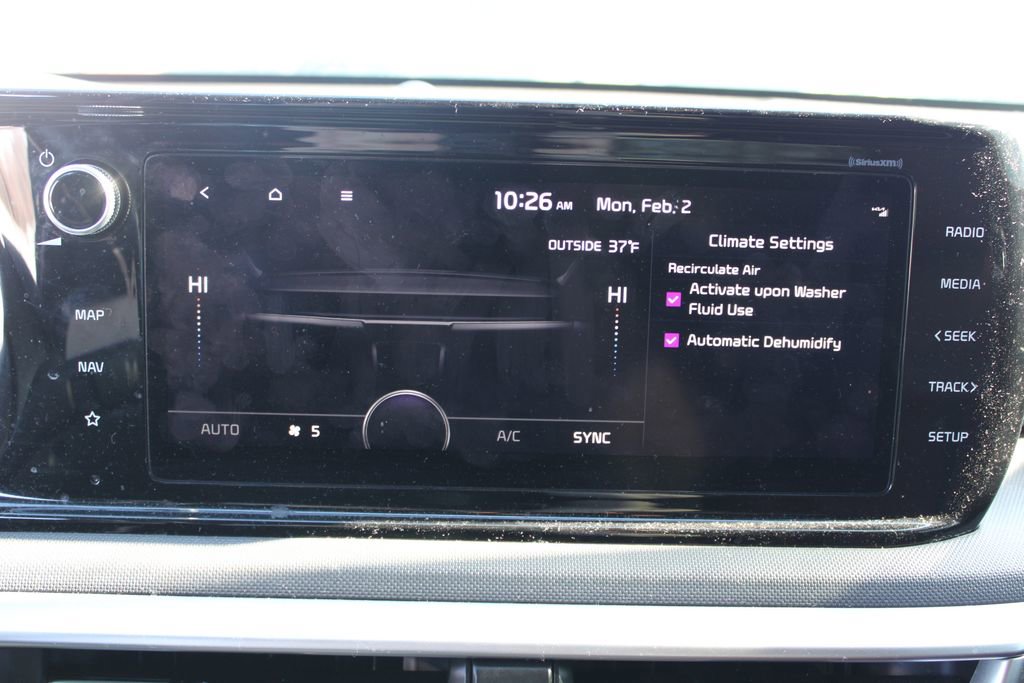 SiriusXM
10:26 AM Mon, Feb. 2
OUTSIDE 37°F
Climate Settings
Recirculate Air
Activate upon Washer
Fluid Use
Automatic Dehumidify
HI
HI
AUTO
5
A/C
SYNC
MAP
NAV
RADIO
MEDIA
< SEEK
TRACK >
SETUP